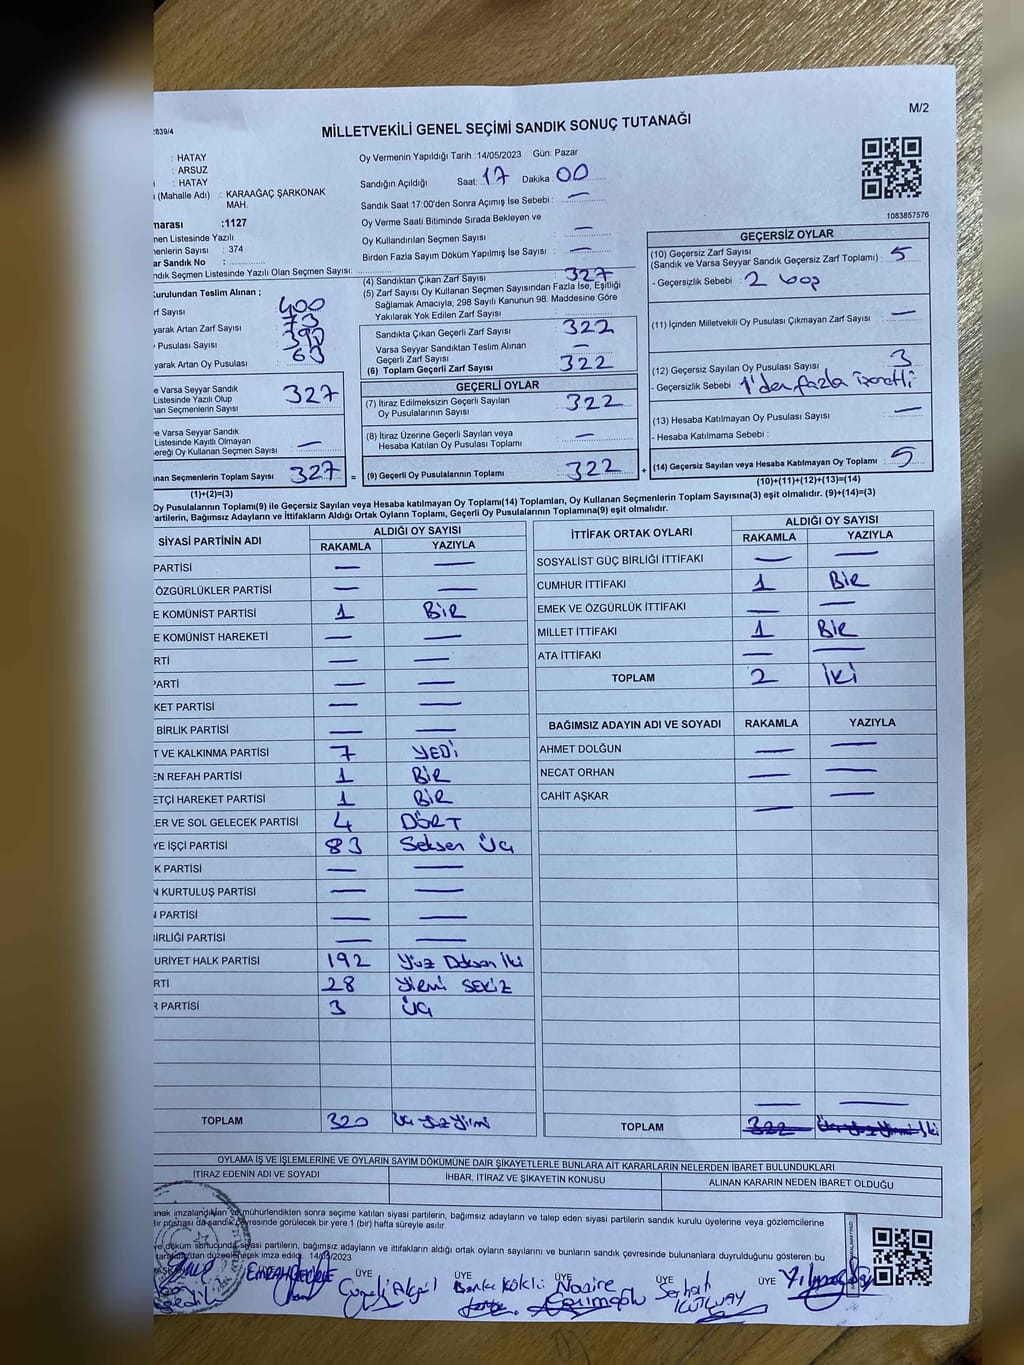 2839/4
M/2
MİLLETVEKİLİ GENEL SEÇİMİ SANDIK SONUÇ TUTANAĞI
: HATAY
: ARSUZ
: HATAY
(Mahalle Adı) : KARAAĞAÇ ŞARKONAK MAH.
marası :1127
men Listesinde Yazılı
menlerin Sayısı : 374
ar Sandık No :
ndık Seçmen Listesinde Yazılı Olan Seçmen Sayısı:
Oy Vermenin Yapıldığı Tarih :14/05/2023 Gün: Pazar
Sandığın Açıldığı Saat: 17 Dakika: 00
Sandık Saat 17:00'den Sonra Açımış İse Sebebi : —
Oy Verme Saati Bitiminde Sırada Bekleyen ve
Oy Kullandırılan Seçmen Sayısı —
Birden Fazla Sayım Döküm Yapılmış İse Sayısı : —
1083857576
Kurulundan Teslim Alınan ;
rf Sayısı : 400
yarak Artan Zarf Sayısı : 73
Pusulası Sayısı : 390
yarak Artan Oy Pusulası : 63
(4) Sandıktan Çıkan Zarf Sayısı : 327
(5) Zarf Sayısı Oy Kullanan Seçmen Sayısından Fazla İse, Eşitliği
Sağlamak Amacıyla; 298 Sayılı Kanunun 98. Maddesine Göre
Yakılarak Yok Edilen Zarf Sayısı :
Sandıkta Çıkan Geçerli Zarf Sayısı : 322
Varsa Seyyar Sandıktan Teslim Alınan
Geçerli Zarf Sayısı : —
(6) Toplam Geçerli Zarf Sayısı : 322
GEÇERSİZ OYLAR
(10) Geçersiz Zarf Sayısı
(Sandık ve Varsa Seyyar Sandık Geçersiz Zarf Toplamı) : 5
- Geçersizlik Sebebi : 2 boş
(11) İçinden Milletvekili Oy Pusulası Çıkmayan Zarf Sayısı : —
(12) Geçersiz Sayılan Oy Pusulası Sayısı : 3
- Geçersizlik Sebebi : 1'den fazla işaretli
(13) Hesaba Katılmayan Oy Pusulası Sayısı : —
- Hesaba Katılmama Sebebi :
(14) Geçersiz Sayılan veya Hesaba Katılmayan Oy Toplamı : 5
(10)+(11)+(12)+(13)=(14)
e Varsa Seyyar Sandık
Listesinde Yazılı Olup
nan Seçmenlerin Sayısı 327
e Varsa Seyyar Sandık
Listesinde Kayıtlı Olmayan
ereği Oy Kullanan Seçmen Sayısı —
nan Seçmenlerin Toplam Sayısı 327 =
(1)+(2)=(3)
GEÇERLİ OYLAR
(7) İtiraz Edilmeksizin Geçerli Sayılan
Oy Pusulalarının Sayısı : 322
(8) İtiraz Üzerine Geçerli Sayılan veya
Hesaba Katılan Oy Pusulası Toplamı : —
(9) Geçerli Oy Pusulalarının Toplamı : 322 +
Oy Pusulalarının Toplamı(9) ile Geçersiz Sayılan veya Hesaba katılmayan Oy Toplamı(14) Toplamları, Oy Kullanan Seçmenlerin Toplam Sayısına(3) eşit olmalıdır. (9)+(14)=(3)
artilerin, Bağımsız Adayların ve İttifakların Aldığı Ortak Oyların Toplamı, Geçerli Oy Pusulalarının Toplamına(9) eşit olmalıdır.
SİYASİ PARTİNİN ADI ALDIĞI OY SAYISI
RAKAMLA YAZIYLA
PARTİSİ — —
ÖZGÜRLÜKLER PARTİSİ — —
E KOMÜNİST PARTİSİ 1 BİR
E KOMÜNİST HAREKETİ — —
RTİ — —
PARTİ — —
KET PARTİSİ — —
BİRLİK PARTİSİ — —
T VE KALKINMA PARTİSİ 7 YEDİ
EN REFAH PARTİSİ 1 BİR
ETÇİ HAREKET PARTİSİ 1 BİR
LER VE SOL GELECEK PARTİSİ 4 DÖRT
YE İŞÇİ PARTİSİ 83 Seksen Üç
K PARTİSİ — —
N KURTULUŞ PARTİSİ — —
N PARTİSİ — —
BİRLİĞİ PARTİSİ — —
URİYET HALK PARTİSİ 192 Yüz Doksan İki
RTİ 28 Yirmi SEKİZ
R PARTİSİ 3 Üç
TOPLAM 320 Üç yüz yirmi
İTTİFAK ORTAK OYLARI ALDIĞI OY SAYISI
RAKAMLA YAZIYLA
SOSYALİST GÜÇ BİRLİĞİ İTTİFAKI — —
CUMHUR İTTİFAKI 1 BİR
EMEK VE ÖZGÜRLÜK İTTİFAKI — —
MİLLET İTTİFAKI 1 BİR
ATA İTTİFAKI — —
TOPLAM 2 İki
BAĞIMSIZ ADAYIN ADI VE SOYADI RAKAMLA YAZIYLA
AHMET DOLĞUN — —
NECAT ORHAN — —
CAHİT AŞKAR — —
TOPLAM 322 Üç yüz yirmi İki
OYLAMA İŞ VE İŞLEMLERİNE VE OYLARIN SAYIM DÖKÜMÜNE DAİR ŞİKAYETLERLE BUNLARA AİT KARARLARIN NELERDEN İBARET BULUNDUKLARI
İTİRAZ EDENİN ADI VE SOYADI İHBAR, İTİRAZ VE ŞİKAYETİN KONUSU ALINAN KARARIN NEDEN İBARET OLDUĞU
anak imzalandıktan ve mühürlendikten sonra seçime katılan siyasi partilerin, bağımsız adayların ve talep eden siyasi partilerin sandık kurulu üyelerine veya gözlemcilerine
bir nüshası da sandık çevresinde görülecek bir yere 1 (bir) hafta süreyle asılır.
ve döküm sonucunda siyasi partilerin, bağımsız adayların ve ittifakların aldığı ortak oyların sayılarını ve bunların sandık çevresinde bulunanlara duyrulduğunu gösteren bu
tarafımızdan düzenlenerek imza edildi. 14/05/2023
ÜYE ÜYE ÜYE ÜYE ÜYE
Serhat